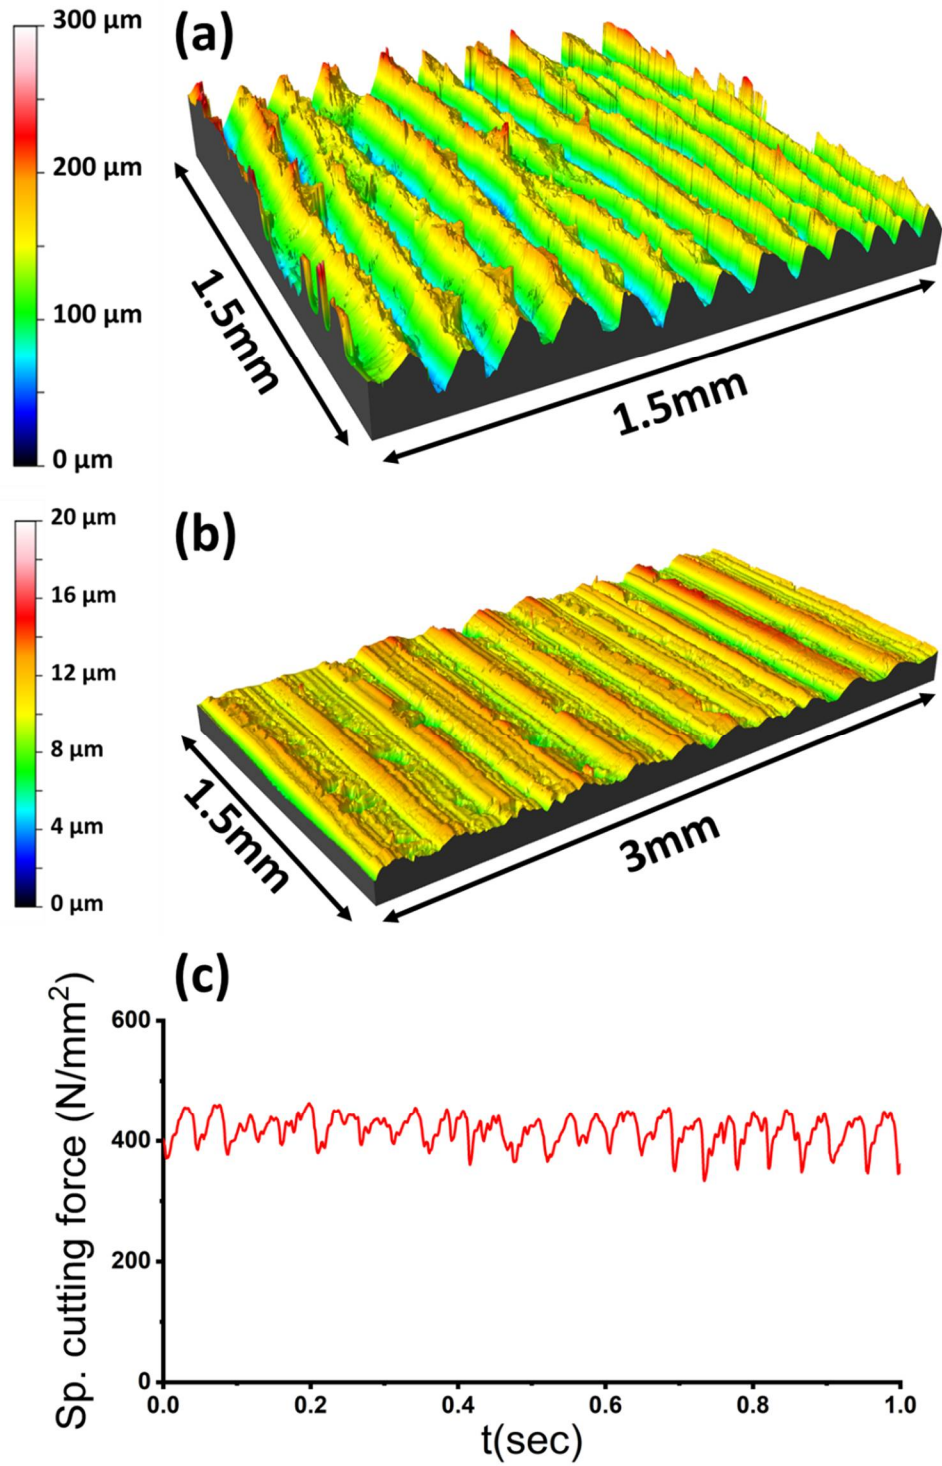 300 µm
(a)
200 µm
100 µm
0 µm
1.5mm
1.5mm
20 µm
(b)
16 µm
12 µm
8 µm
4 µm
0 µm
1.5mm
3mm
(c)
Sp. cutting force (N/mm²)
600
400
200
0
0.0 0.2 0.4 0.6 0.8 1.0
t(sec)